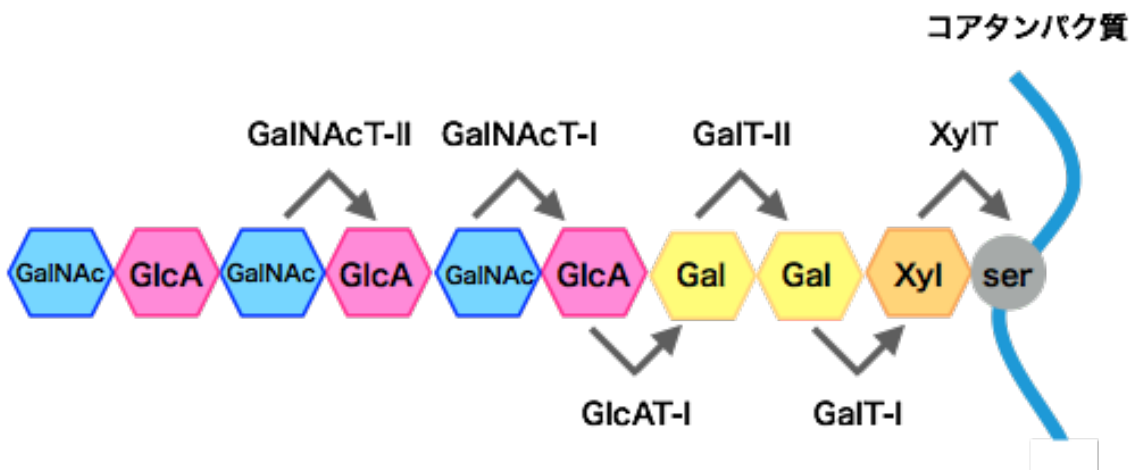 コアタンパク質
GalNAcT-II GalNAcT-I GalT-II XylT
GalNAc GlcA GalNAc GlcA GalNAc GlcA Gal Gal Xyl ser
GlcAT-I GalT-I